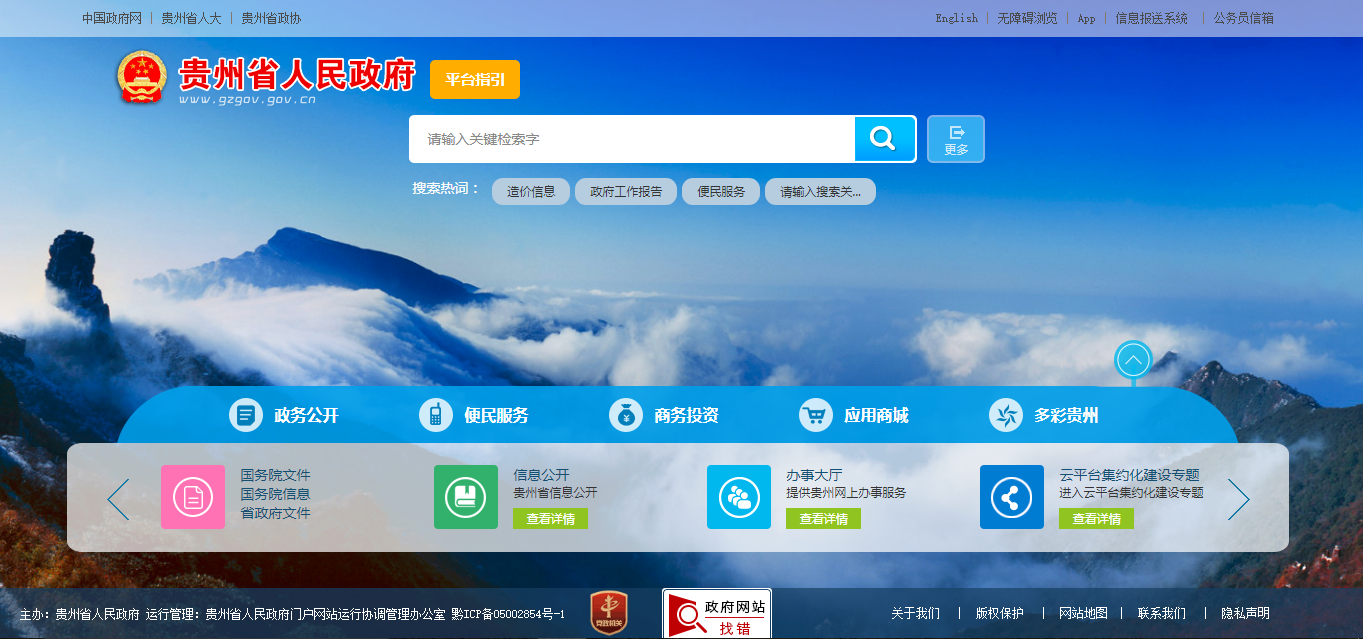 中国政府网 贵州省人大 贵州省政协 English 无障碍浏览 App 信息报送系统 公务员信箱
贵州省人民政府 平台指引
www.gzgov.gov.cn
请输入关键检索字 更多
搜索热词： 造价信息 政府工作报告 便民服务 请输入搜索关...
政务公开 便民服务 商务投资 应用商城 多彩贵州
国务院文件
国务院信息
省政府文件
信息公开
贵州省信息公开
查看详情
办事大厅
提供贵州网上办事服务
查看详情
云平台集约化建设专题
进入云平台集约化建设专题
查看详情
主办：贵州省人民政府 运行管理：贵州省人民政府门户网站运行协调管理办公室 黔ICP备05002854号-1
党政机关
政府网站
找错
关于我们 | 版权保护 | 网站地图 | 联系我们 | 隐私声明